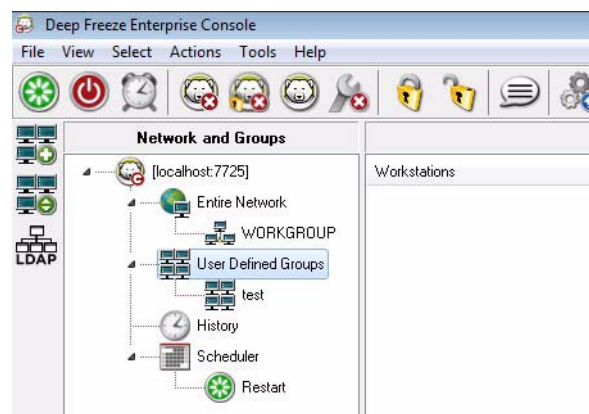 Deep Freeze Enterprise Console
File View Select Actions Tools Help
Network and Groups
[localhost:7725]
Workstations
Entire Network
WORKGROUP
LDAP
User Defined Groups
test
History
Scheduler
Restart